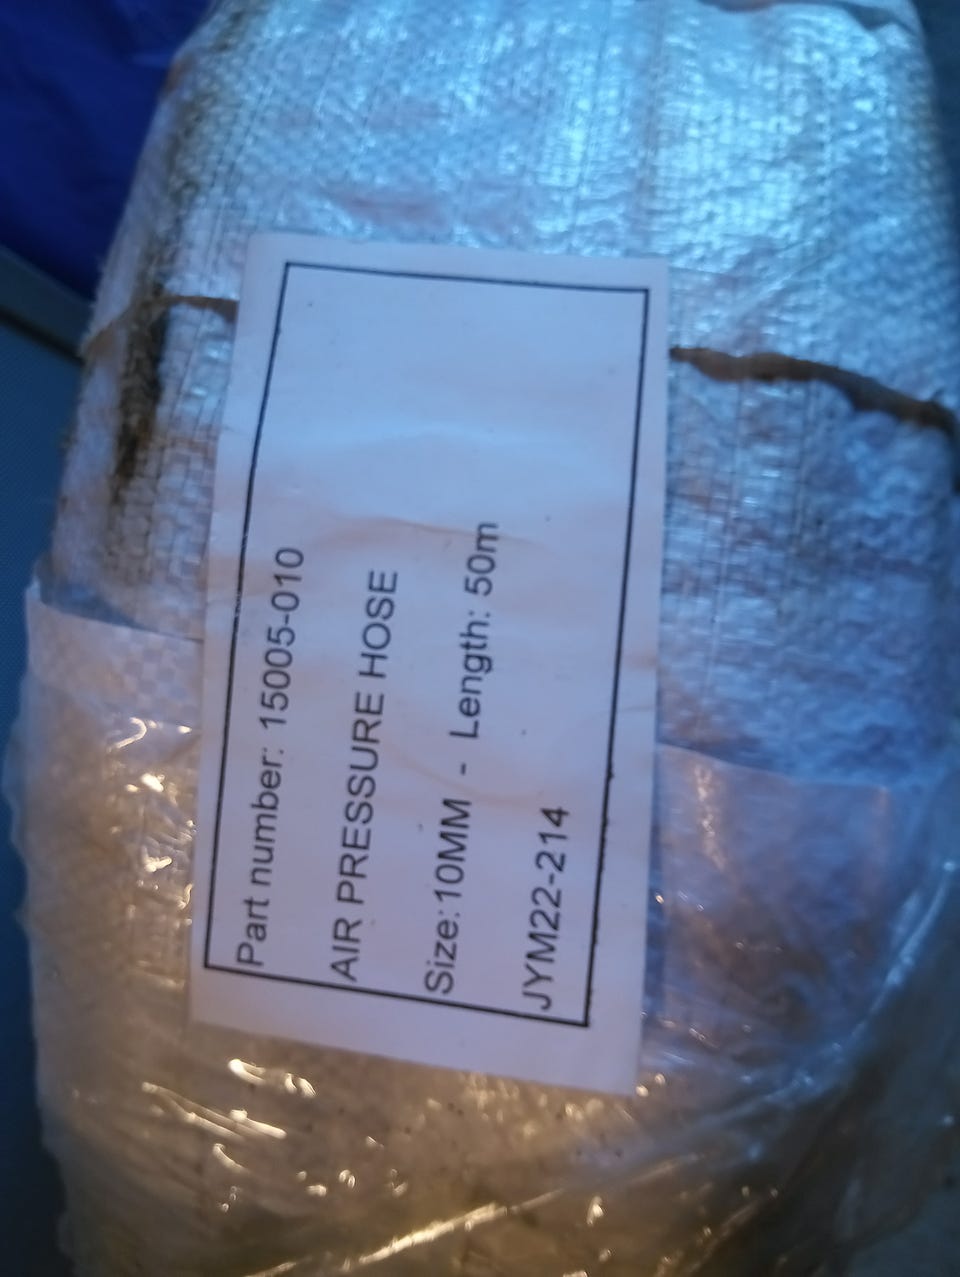 Part number: 15005-010
AIR PRESSURE HOSE
Size:10MM - Length: 50m
JYM22-214